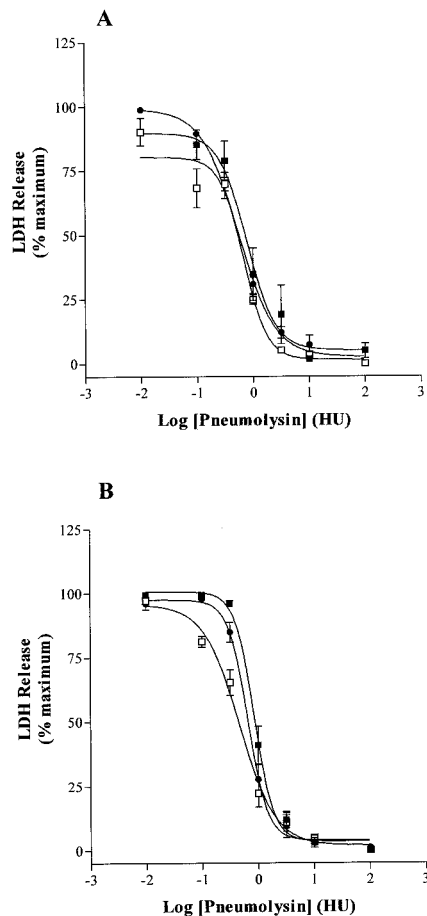 A
125
100
75
50
25
0
LDH Release
(% maximum)
-3 -2 -1 0 1 2 3
Log [Pneumolysin] (HU)
B
125
100
75
50
25
0
LDH Release
(% maximum)
-3 -2 -1 0 1 2 3
Log [Pneumolysin] (HU)